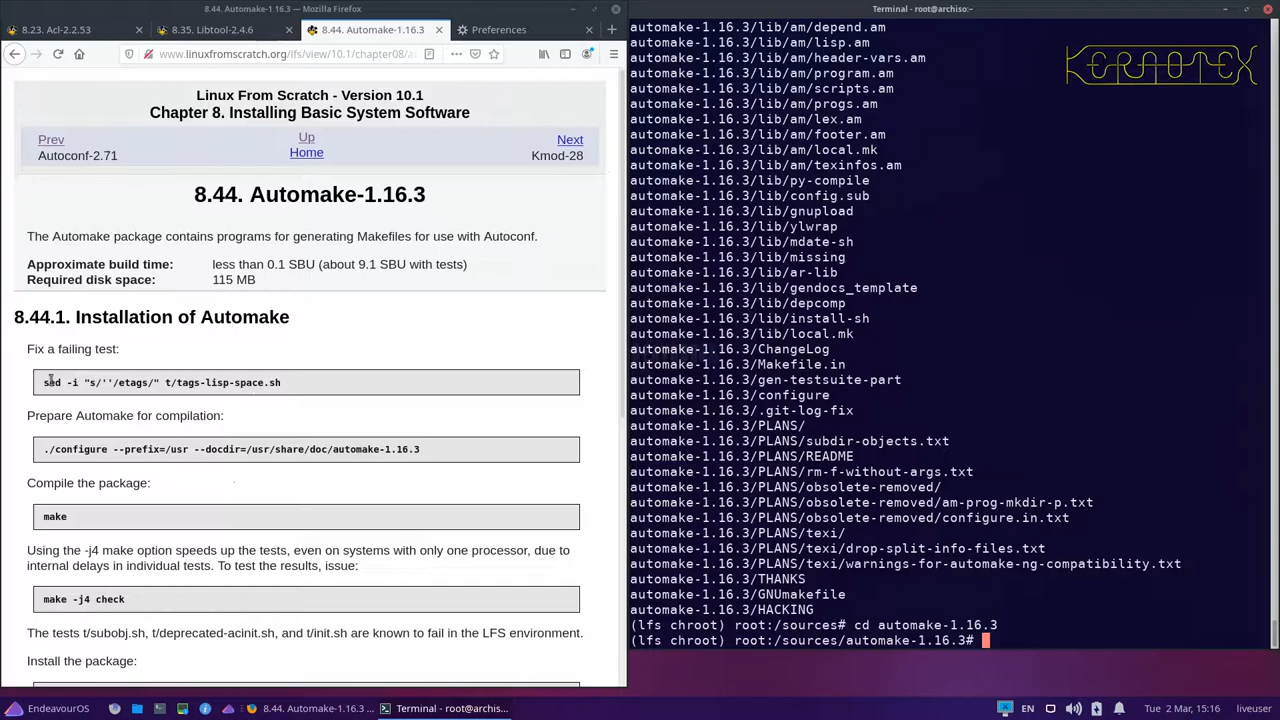 8.44. Automake-1.16.3 — Mozilla Firefox
8.23. Acl-2.2.53
8.35. Libtool-2.4.6
8.44. Automake-1.16.3
Preferences
www.linuxfromscratch.org/lfs/view/10.1/chapter08/a
Linux From Scratch - Version 10.1
Chapter 8. Installing Basic System Software
Prev
Up
Next
Autoconf-2.71
Home
Kmod-28
8.44. Automake-1.16.3
The Automake package contains programs for generating Makefiles for use with Autoconf.
Approximate build time: less than 0.1 SBU (about 9.1 SBU with tests)
Required disk space: 115 MB
8.44.1. Installation of Automake
Fix a failing test:
sed -i "s/''/etags/" t/tags-lisp-space.sh
Prepare Automake for compilation:
./configure --prefix=/usr --docdir=/usr/share/doc/automake-1.16.3
Compile the package:
make
Using the -j4 make option speeds up the tests, even on systems with only one processor, due to
internal delays in individual tests. To test the results, issue:
make -j4 check
The tests t/subobj.sh, t/deprecated-acinit.sh, and t/init.sh are known to fail in the LFS environment.
Install the package:
Terminal - root@archiso:~
automake-1.16.3/lib/am/depend.am
automake-1.16.3/lib/am/lisp.am
automake-1.16.3/lib/am/header-vars.am
automake-1.16.3/lib/am/program.am
automake-1.16.3/lib/am/scripts.am
automake-1.16.3/lib/am/progs.am
automake-1.16.3/lib/am/lex.am
automake-1.16.3/lib/am/footer.am
automake-1.16.3/lib/am/local.mk
automake-1.16.3/lib/am/texinfos.am
automake-1.16.3/lib/py-compile
automake-1.16.3/lib/config.sub
automake-1.16.3/lib/gnupload
automake-1.16.3/lib/ylwrap
automake-1.16.3/lib/mdate-sh
automake-1.16.3/lib/missing
automake-1.16.3/lib/ar-lib
automake-1.16.3/lib/gendocs_template
automake-1.16.3/lib/depcomp
automake-1.16.3/lib/install-sh
automake-1.16.3/lib/local.mk
automake-1.16.3/ChangeLog
automake-1.16.3/Makefile.in
automake-1.16.3/gen-testsuite-part
automake-1.16.3/configure
automake-1.16.3/.git-log-fix
automake-1.16.3/PLANS/
automake-1.16.3/PLANS/subdir-objects.txt
automake-1.16.3/PLANS/README
automake-1.16.3/PLANS/rm-f-without-args.txt
automake-1.16.3/PLANS/obsolete-removed/
automake-1.16.3/PLANS/obsolete-removed/am-prog-mkdir-p.txt
automake-1.16.3/PLANS/obsolete-removed/configure.in.txt
automake-1.16.3/PLANS/texi/
automake-1.16.3/PLANS/texi/drop-split-info-files.txt
automake-1.16.3/PLANS/texi/warnings-for-automake-ng-compatibility.txt
automake-1.16.3/THANKS
automake-1.16.3/GNUmakefile
automake-1.16.3/HACKING
(lfs chroot) root:/sources# cd automake-1.16.3
(lfs chroot) root:/sources/automake-1.16.3#
KERNOTEX
EndeavourOS
8.44. Automake-1.16.3 ...
Terminal - root@archiso...
EN
Tue 2 Mar, 15:16
liveuser